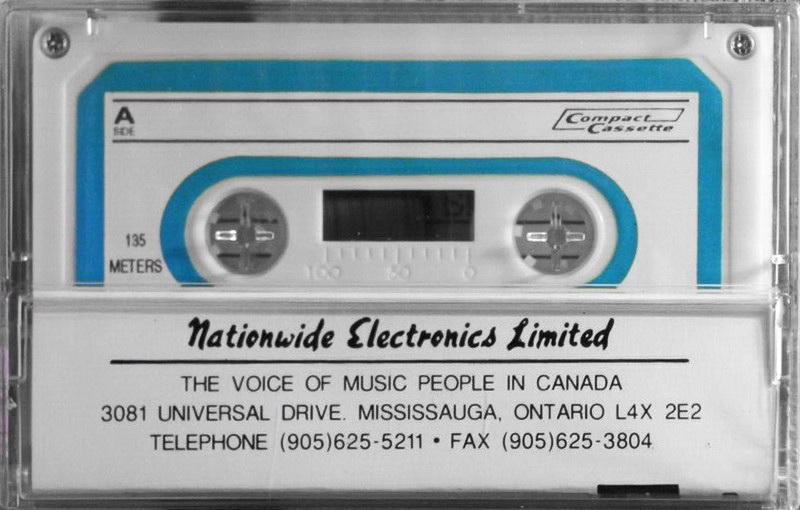 A
SIDE
Compact
Cassette
135
METERS
100 50 0
Nationwide Electronics Limited
THE VOICE OF MUSIC PEOPLE IN CANADA
3081 UNIVERSAL DRIVE. MISSISSAUGA, ONTARIO L4X 2E2
TELEPHONE (905)625-5211 • FAX (905)625-3804